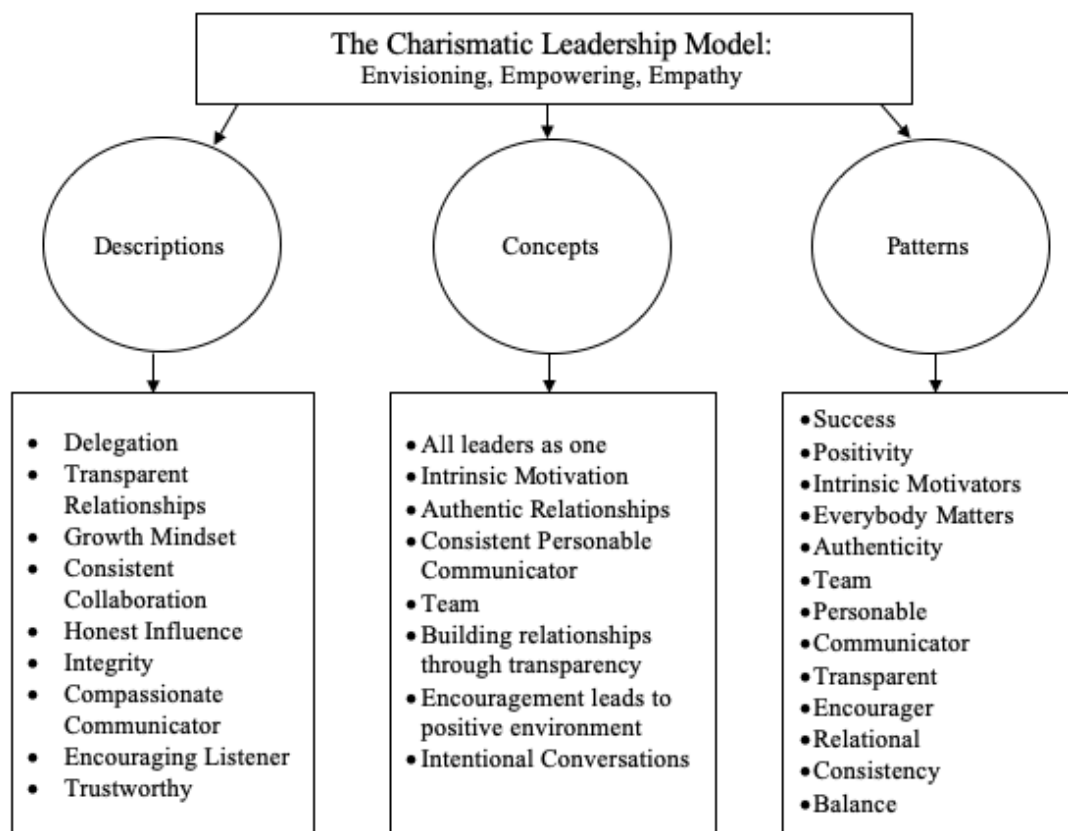 The Charismatic Leadership Model:
Envisioning, Empowering, Empathy
Descriptions
Concepts
Patterns
• Delegation
• Transparent
Relationships
• Growth Mindset
• Consistent
Collaboration
• Honest Influence
• Integrity
• Compassionate
Communicator
• Encouraging Listener
• Trustworthy
• All leaders as one
• Intrinsic Motivation
• Authentic Relationships
• Consistent Personable
Communicator
• Team
• Building relationships
through transparency
• Encouragement leads to
positive environment
• Intentional Conversations
• Success
• Positivity
• Intrinsic Motivators
• Everybody Matters
• Authenticity
• Team
• Personable
• Communicator
• Transparent
• Encourager
• Relational
• Consistency
• Balance